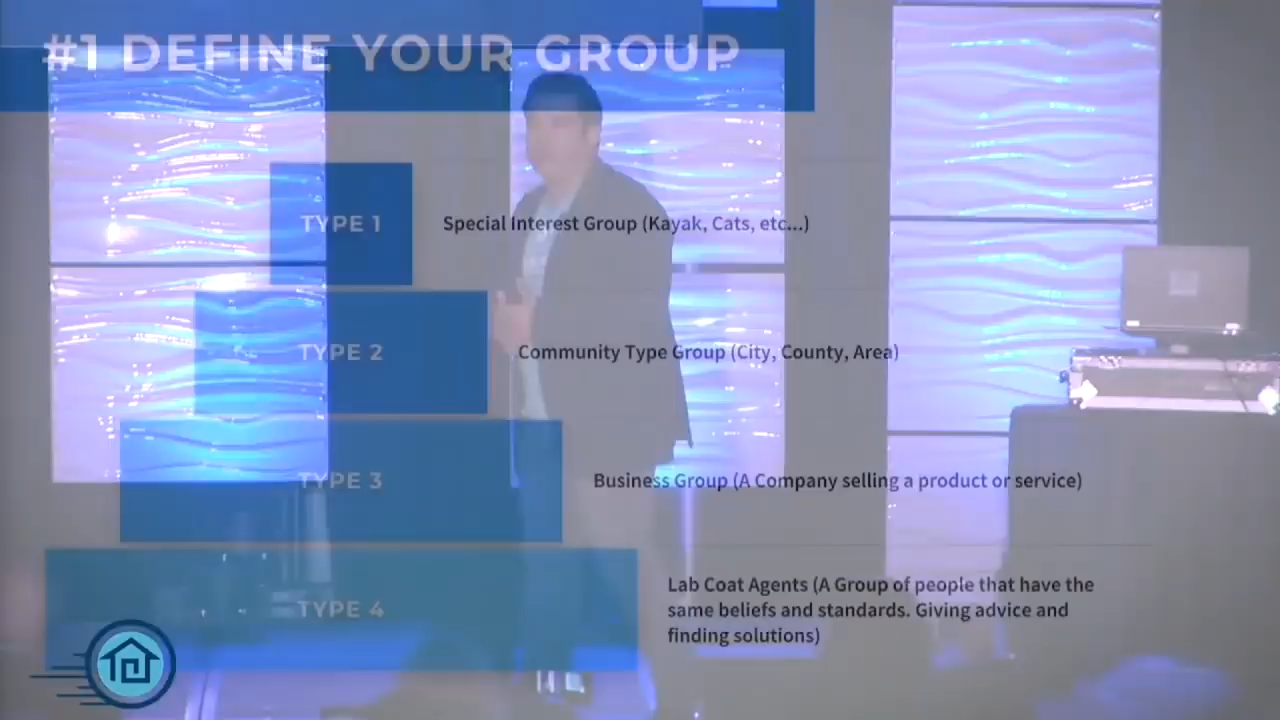 #1 DEFINE YOUR GROUP
TYPE 1
Special Interest Group (Kayak, Cats, etc...)
TYPE 2
Community Type Group (City, County, Area)
TYPE 3
Business Group (A Company selling a product or service)
TYPE 4
Lab Coat Agents (A Group of people that have the
same beliefs and standards. Giving advice and
finding solutions)